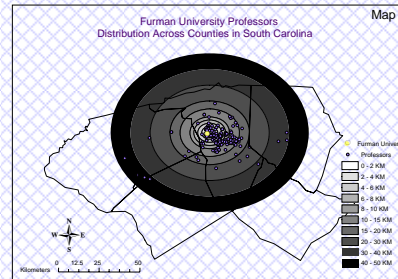 Map
Furman University Professors
Distribution Across Counties in South Carolina
Furman Univer
Professors
0 - 2 KM
2 - 4 KM
4 - 6 KM
6 - 8 KM
8 - 10 KM
10 - 15 KM
15 - 20 KM
20 - 30 KM
30 - 40 KM
40 - 50 KM
N
W E
S
Kilometers 0 12.5 25 50